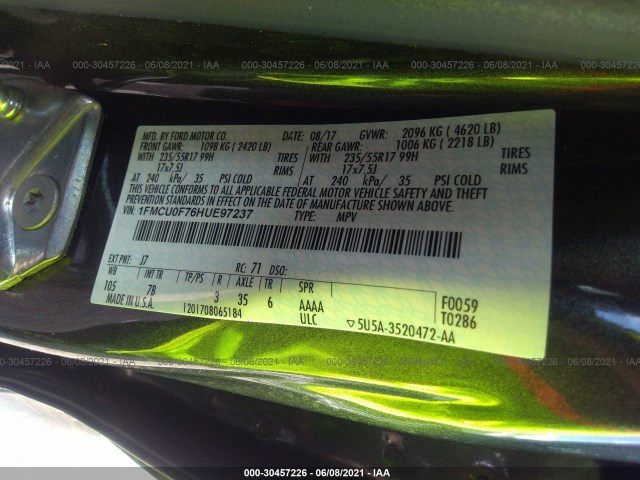 000-30457226 - 06/08/2021 - IAA
MFD. BY FORD MOTOR CO. DATE: 08/17 GVWR: 2096 KG ( 4620 LB)
FRONT GAWR: 1098 KG ( 2420 LB) REAR GAWR: 1006 KG ( 2218 LB)
WITH 235/55R17 99H TIRES WITH 235/55R17 99H TIRES
17x7.5J RIMS 17x7.5J RIMS
AT 240 kPa/ 35 PSI COLD AT 240 kPa/ 35 PSI COLD
THIS VEHICLE CONFORMS TO ALL APPLICABLE FEDERAL MOTOR VEHICLE SAFETY AND THEFT
PREVENTION STANDARDS IN EFFECT ON THE DATE OF MANUFACTURE SHOWN ABOVE.
VIN: 1FMCU0F76HUE97237 TYPE: MPV
EXT PNT: J7 RC: 71 DSO:
WB INT TR TP/PS R AXLE TR SPR
105 78 3 35 6 AAAA F0059
MADE IN U.S.A. 1201708065184 ULC T0286
▽5U5A-3520472-AA
000-30457226 - 06/08/2021 - IAA